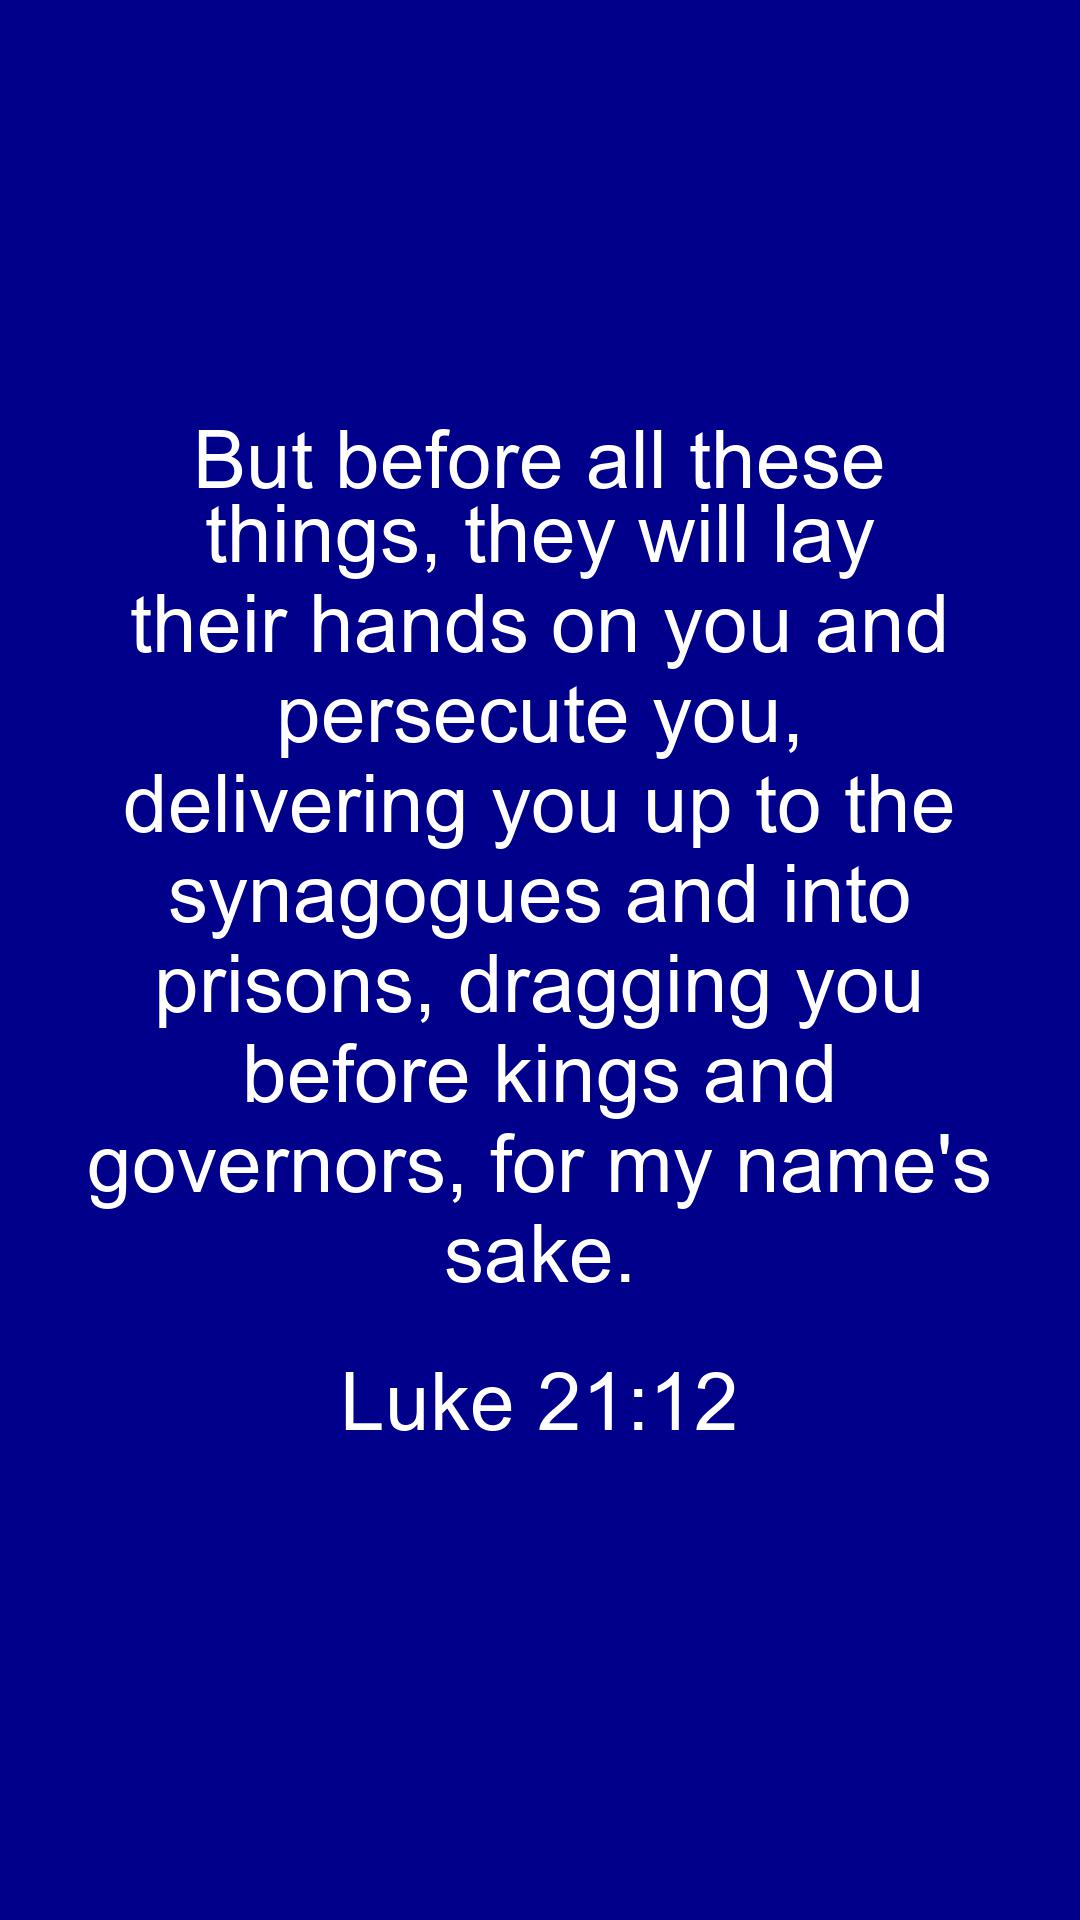 But before all these
things, they will lay
their hands on you and
persecute you,
delivering you up to the
synagogues and into
prisons, dragging you
before kings and
governors, for my name's
sake.
Luke 21:12